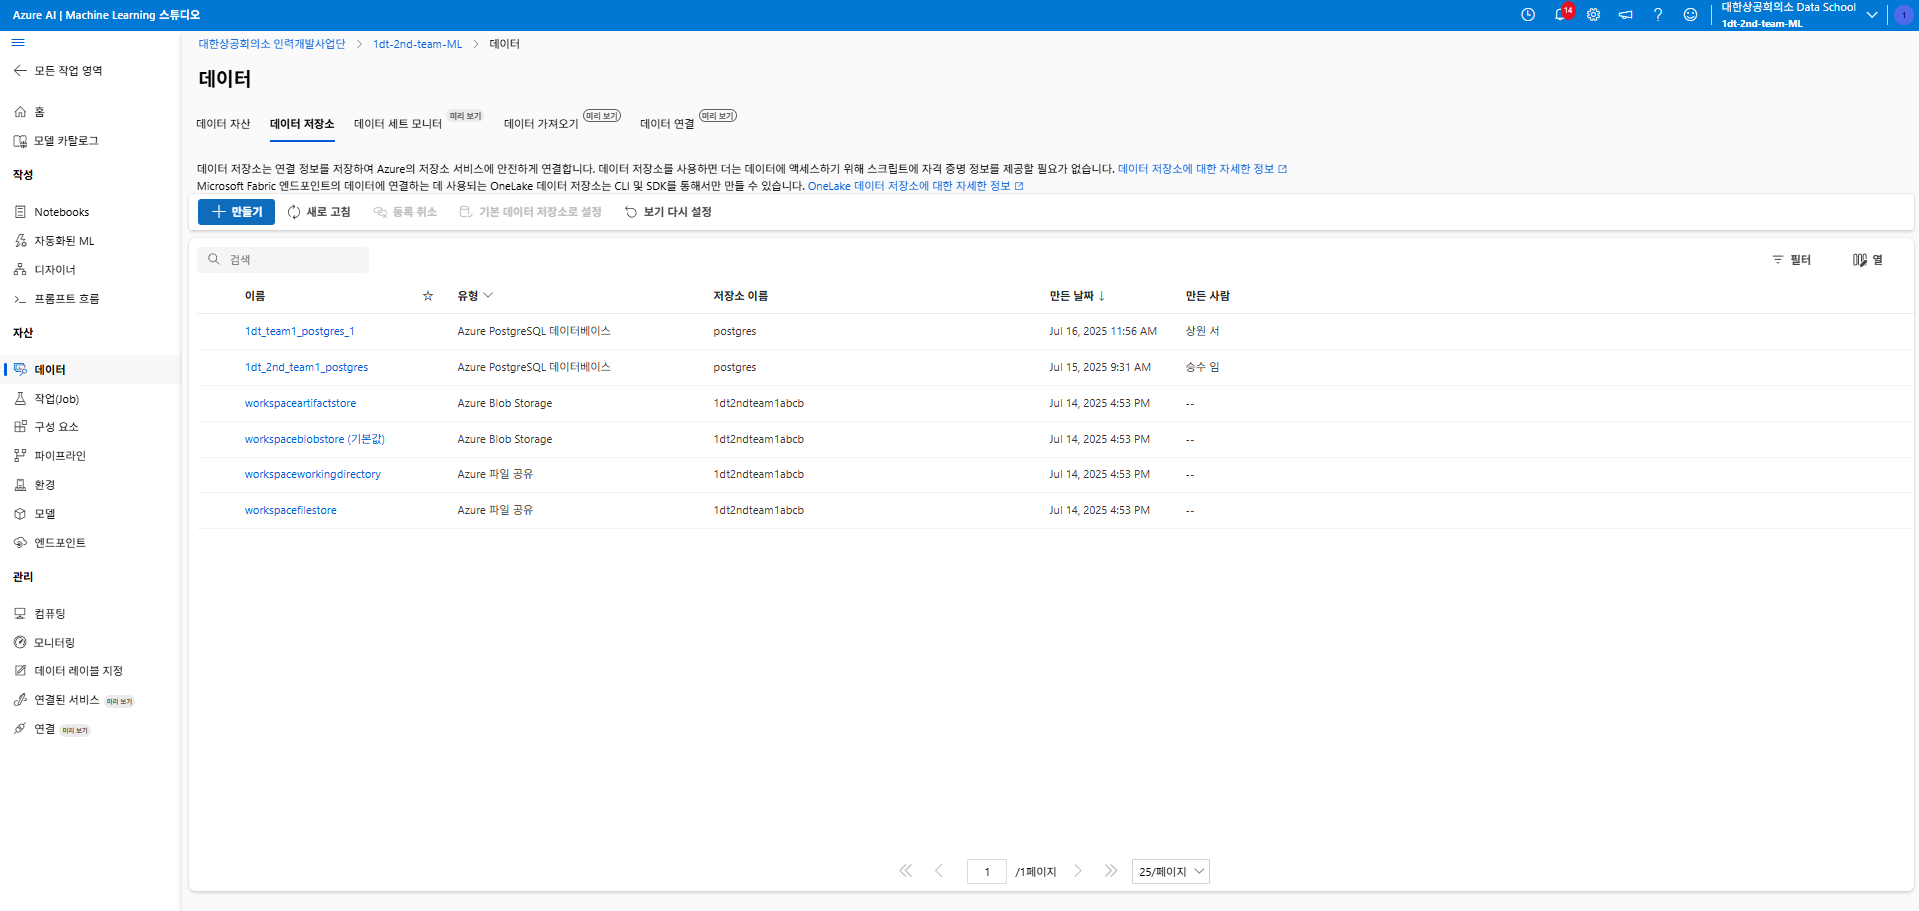 Azure AI | Machine Learning 스튜디오
14
대한상공회의소 Data School
1dt-2nd-team-ML
1
모든 작업 영역
홈
모델 카탈로그
작성
Notebooks
자동화된 ML
디자이너
프롬프트 흐름
자산
데이터
작업(Job)
구성 요소
파이프라인
환경
모델
엔드포인트
관리
컴퓨팅
모니터링
데이터 레이블 지정
연결된 서비스 미리 보기
연결 미리 보기
대한상공회의소 인력개발사업단 > 1dt-2nd-team-ML > 데이터
데이터
데이터 자산 데이터 저장소 데이터 세트 모니터 미리 보기 데이터 가져오기 미리 보기 데이터 연결 미리 보기
데이터 저장소는 연결 정보를 저장하여 Azure의 저장소 서비스에 안전하게 연결합니다. 데이터 저장소를 사용하면 더는 데이터에 액세스하기 위해 스크립트에 자격 증명 정보를 제공할 필요가 없습니다. 데이터 저장소에 대한 자세한 정보
Microsoft Fabric 엔드포인트의 데이터에 연결하는 데 사용되는 OneLake 데이터 저장소는 CLI 및 SDK를 통해서만 만들 수 있습니다. OneLake 데이터 저장소에 대한 자세한 정보
만들기 새로 고침 등록 취소 기본 데이터 저장소로 설정 보기 다시 설정
검색 필터 열
이름 유형 저장소 이름 만든 날짜 ↓ 만든 사람
1dt_team1_postgres_1 Azure PostgreSQL 데이터베이스 postgres Jul 16, 2025 11:56 AM 상원 서
1dt_2nd_team1_postgres Azure PostgreSQL 데이터베이스 postgres Jul 15, 2025 9:31 AM 승수 임
workspaceartifactstore Azure Blob Storage 1dt2ndteam1abcb Jul 14, 2025 4:53 PM --
workspaceblobstore (기본값) Azure Blob Storage 1dt2ndteam1abcb Jul 14, 2025 4:53 PM --
workspaceworkingdirectory Azure 파일 공유 1dt2ndteam1abcb Jul 14, 2025 4:53 PM --
workspacefilestore Azure 파일 공유 1dt2ndteam1abcb Jul 14, 2025 4:53 PM --
1 /1페이지 25/페이지